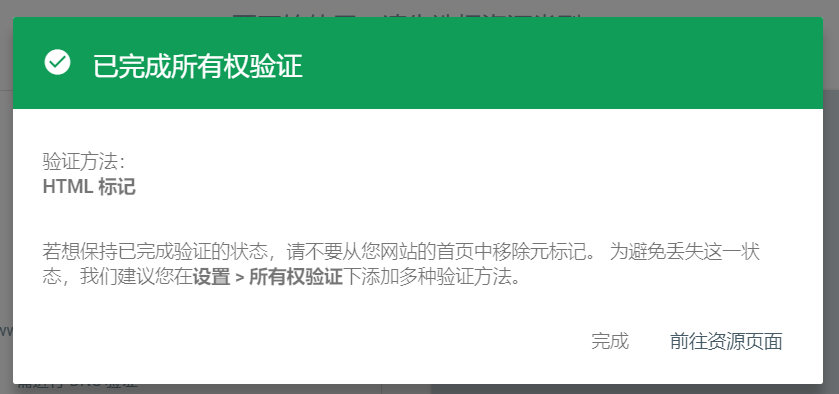 已完成所有权验证
验证方法：
HTML 标记
若想保持已完成验证的状态，请不要从您网站的首页中移除元标记。 为避免丢失这一状
态，我们建议您在设置 > 所有权验证下添加多种验证方法。
完成 前往资源页面